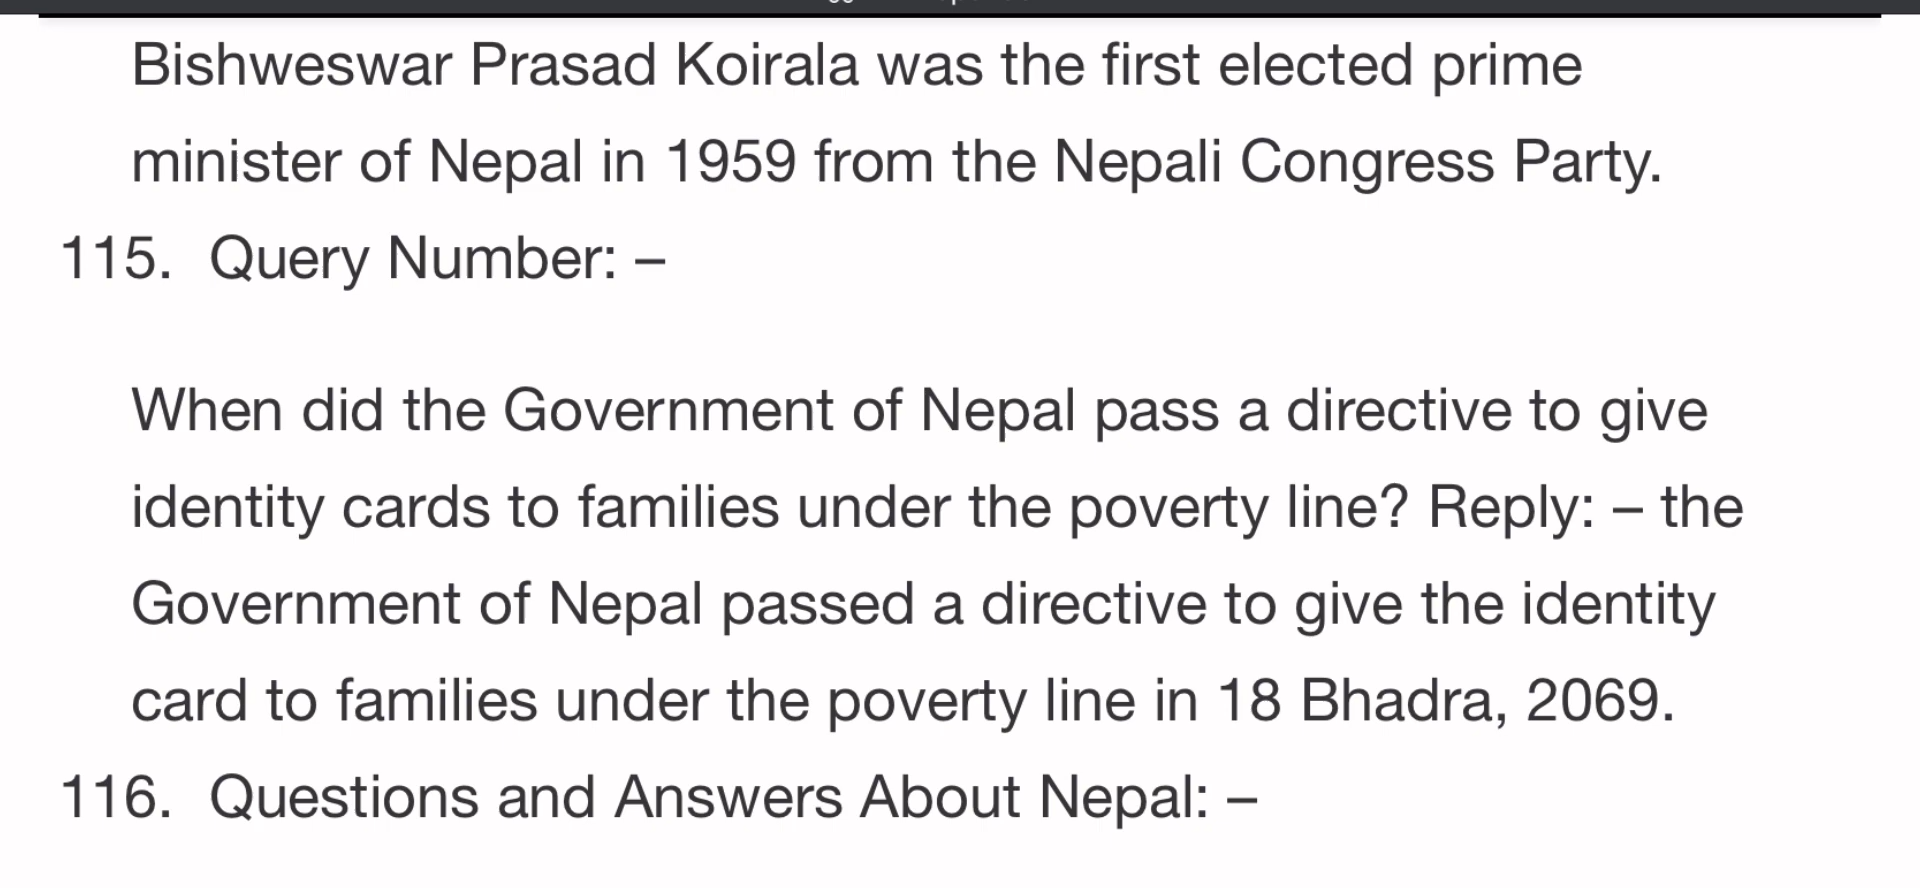 Bishweswar Prasad Koirala was the first elected prime
minister of Nepal in 1959 from the Nepali Congress Party.
115. Query Number: –
When did the Government of Nepal pass a directive to give
identity cards to families under the poverty line? Reply: – the
Government of Nepal passed a directive to give the identity
card to families under the poverty line in 18 Bhadra, 2069.
116. Questions and Answers About Nepal: –